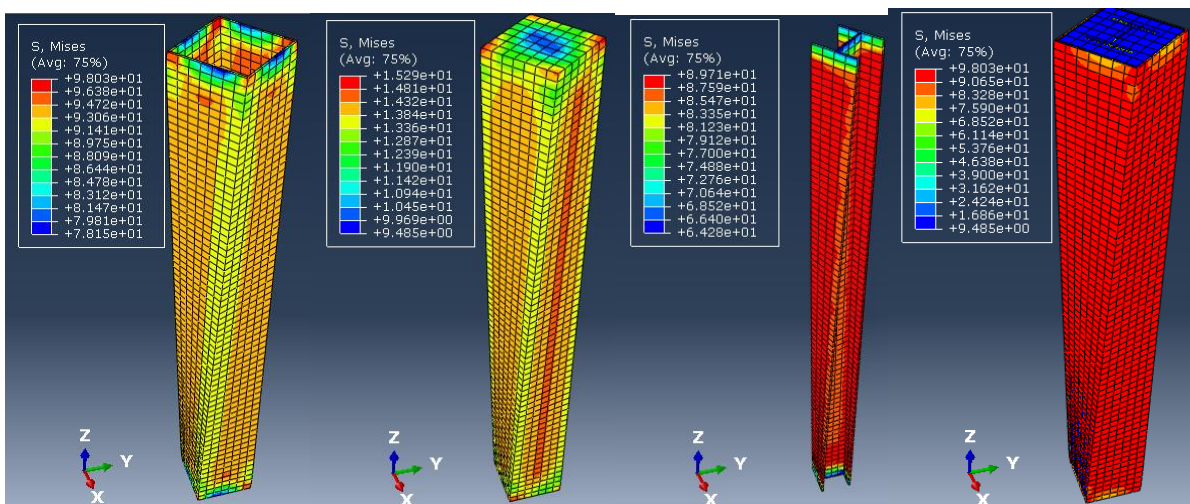 S, Mises
(Avg: 75%)
+9.803e+01
+9.638e+01
+9.472e+01
+9.306e+01
+9.141e+01
+8.975e+01
+8.809e+01
+8.644e+01
+8.478e+01
+8.312e+01
+8.147e+01
+7.981e+01
+7.815e+01
Z
Y
X
S, Mises
(Avg: 75%)
+1.529e+01
+1.481e+01
+1.432e+01
+1.384e+01
+1.336e+01
+1.287e+01
+1.239e+01
+1.190e+01
+1.142e+01
+1.094e+01
+1.045e+01
+9.969e+00
+9.485e+00
Z
Y
X
S, Mises
(Avg: 75%)
+8.971e+01
+8.759e+01
+8.547e+01
+8.335e+01
+8.123e+01
+7.912e+01
+7.700e+01
+7.488e+01
+7.276e+01
+7.064e+01
+6.852e+01
+6.640e+01
+6.428e+01
Z
Y
X
S, Mises
(Avg: 75%)
+9.803e+01
+9.065e+01
+8.328e+01
+7.590e+01
+6.852e+01
+6.114e+01
+5.376e+01
+4.638e+01
+3.900e+01
+3.162e+01
+2.424e+01
+1.686e+01
+9.485e+00
Z
Y
X